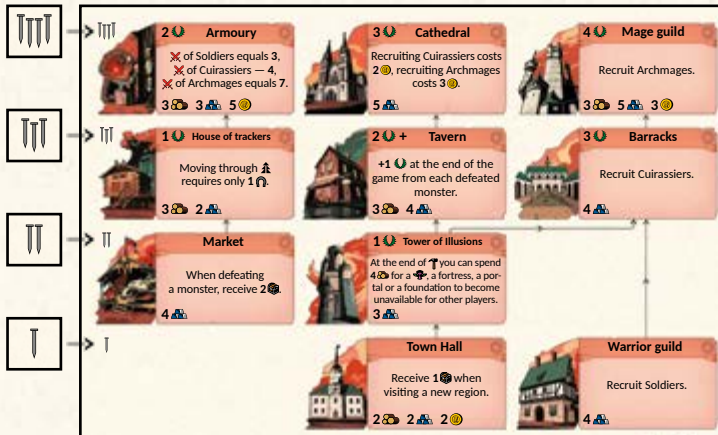 2 Armoury
of Soldiers equals 3,
of Cuirassiers — 4,
of Archmages equals 7.
3 3 5
3 Cathedral
Recruiting Cuirassiers costs
2 , recruiting Archmages
costs 3 .
5
4 Mage guild
Recruit Archmages.
3 5 3
1 House of trackers
Moving through
requires only 1 .
3 2
2 + Tavern
+1 at the end of the
game from each defeated
monster.
3 4
3 Barracks
Recruit Cuirassiers.
4
Market
When defeating
a monster, receive 2 .
4
1 Tower of Illusions
At the end of you can spend
4 for a , a fortress, a por-
tal or a foundation to become
unavailable for other players.
3
Town Hall
Receive 1 when
visiting a new region.
2 2 2
Warrior guild
Recruit Soldiers.
4